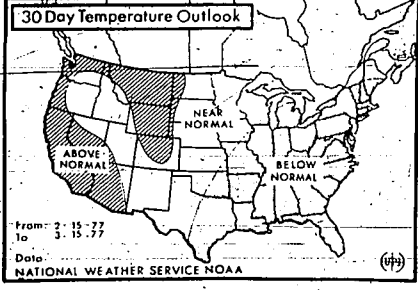 30 Day Temperature Outlook
NEAR
NORMAL
ABOVE
NORMAL
BELOW
NORMAL
From: 2-15-77
To 3-15-77
Data
NATIONAL WEATHER SERVICE NOAA
UPI